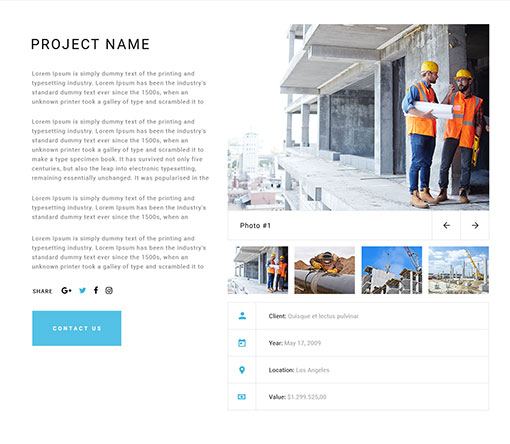 PROJECT NAME
Lorem Ipsum is simply dummy text of the printing and
typesetting industry. Lorem Ipsum has been the industry's
standard dummy text ever since the 1500s, when an
unknown printer took a galley of type and scrambled it to
Lorem Ipsum is simply dummy text of the printing and
typesetting industry. Lorem Ipsum has been the industry's
standard dummy text ever since the 1500s, when an
unknown printer took a galley of type and scrambled it to
make a type specimen book. It has survived not only five
centuries, but also the leap into electronic typesetting,
remaining essentially unchanged. It was popularised in the
Lorem Ipsum is simply dummy text of the printing and
typesetting industry. Lorem Ipsum has been the industry's
standard dummy text ever since the 1500s, when an
Lorem Ipsum is simply dummy text of the printing and
typesetting industry. Lorem Ipsum has been the industry's
standard dummy text ever since the 1500s, when an
unknown printer took a galley of type and scrambled it to
SHARE G+
CONTACT US
Photo #1
Client: Quisque et lectus pulvinar
Year: May 17, 2009
Location: Los Angeles
Value: $1.299.525,00